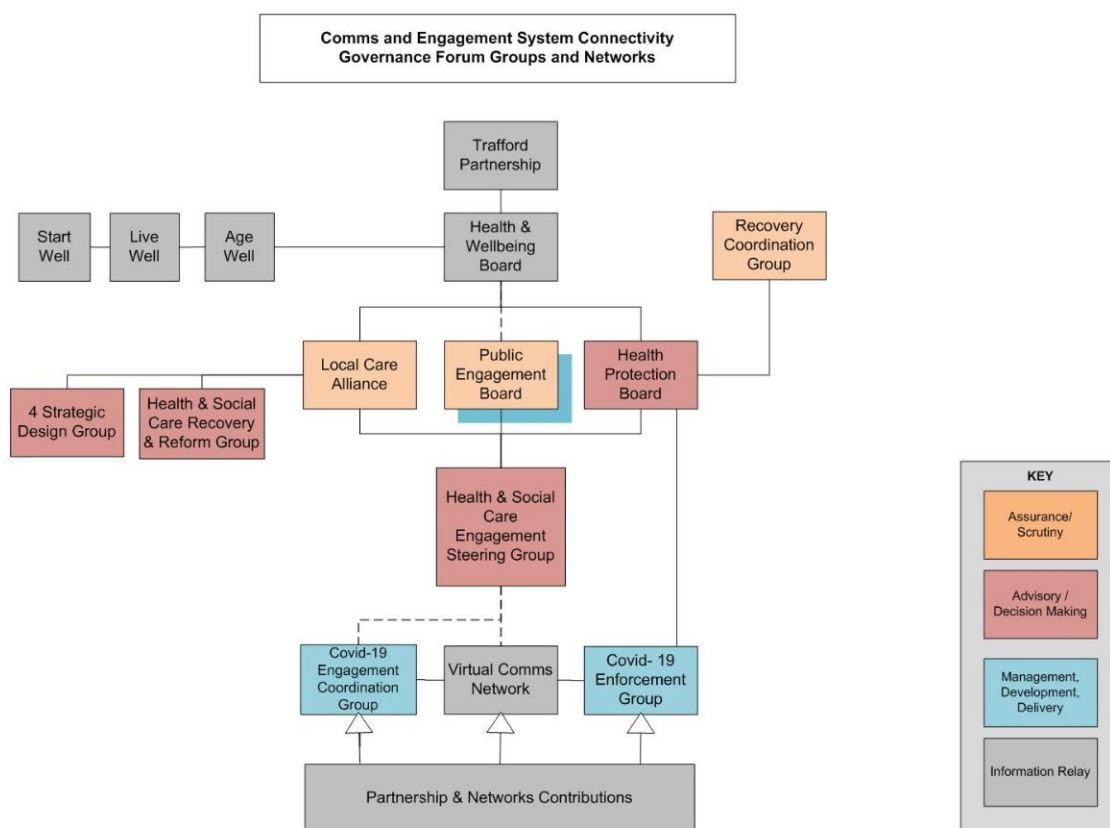 Comms and Engagement System Connectivity
Governance Forum Groups and Networks
Trafford
Partnership
Start
Well
Live
Well
Age
Well
Health &
Wellbeing
Board
Recovery
Coordination
Group
Local Care
Alliance
Public
Engagement
Board
Health
Protection
Board
4 Strategic
Design Group
Health & Social
Care Recovery
& Reform Group
Health & Social
Care
Engagement
Steering Group
Covid-19
Engagement
Coordination
Group
Virtual Comms
Network
Covid- 19
Enforcement
Group
Partnership & Networks Contributions
KEY
Assurance/
Scrutiny
Advisory /
Decision Making
Management,
Development,
Delivery
Information Relay